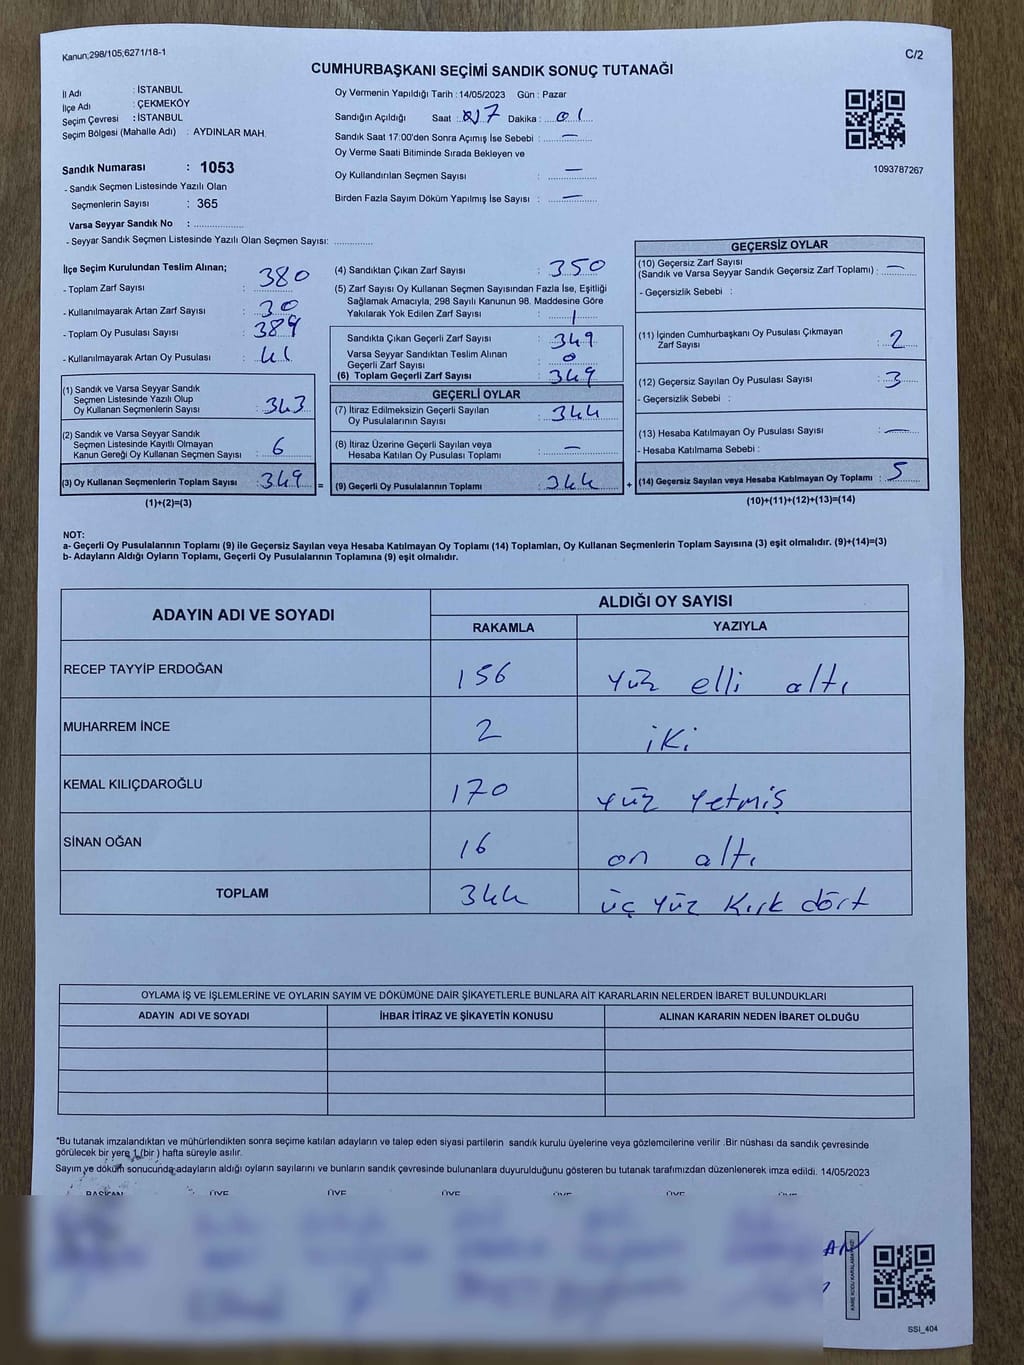 Kanun;298/105;6271/18-1
C/2
CUMHURBAŞKANI SEÇİMİ SANDIK SONUÇ TUTANAĞI
İl Adı : İSTANBUL
İlçe Adı : ÇEKMEKÖY
Seçim Çevresi : İSTANBUL
Seçim Bölgesi (Mahalle Adı) : AYDINLAR MAH.
Sandık Numarası : 1053
- Sandık Seçmen Listesinde Yazılı Olan
Seçmenlerin Sayısı : 365
Varsa Seyyar Sandık No : ..............
- Seyyar Sandık Seçmen Listesinde Yazılı Olan Seçmen Sayısı: ..............
Oy Vermenin Yapıldığı Tarih : 14/05/2023 Gün : Pazar
Sandığın Açıldığı Saat : 17 Dakika : 01
Sandık Saat 17:00'den Sonra Açımış İse Sebebi : —
Oy Verme Saati Bitiminde Sırada Bekleyen ve
Oy Kullandırılan Seçmen Sayısı : —
Birden Fazla Sayım Döküm Yapılmış İse Sayısı : —
1093787267
İlçe Seçim Kurulundan Teslim Alınan;
- Toplam Zarf Sayısı : 380
- Kullanılmayarak Artan Zarf Sayısı : 30
- Toplam Oy Pusulası Sayısı : 389
- Kullanılmayarak Artan Oy Pusulası : 41
(1) Sandık ve Varsa Seyyar Sandık
Seçmen Listesinde Yazılı Olup
Oy Kullanan Seçmenlerin Sayısı : 343
(2) Sandık ve Varsa Seyyar Sandık
Seçmen Listesinde Kayıtlı Olmayan
Kanun Gereği Oy Kullanan Seçmen Sayısı : 6
(3) Oy Kullanan Seçmenlerin Toplam Sayısı : 349 =
(1)+(2)=(3)
(4) Sandıktan Çıkan Zarf Sayısı : 350
(5) Zarf Sayısı Oy Kullanan Seçmen Sayısından Fazla İse, Eşitliği
Sağlamak Amacıyla, 298 Sayılı Kanunun 98. Maddesine Göre
Yakılarak Yok Edilen Zarf Sayısı : 1
Sandıkta Çıkan Geçerli Zarf Sayısı : 349
Varsa Seyyar Sandıktan Teslim Alınan
Geçerli Zarf Sayısı : 0
(6) Toplam Geçerli Zarf Sayısı : 349
GEÇERLİ OYLAR
(7) İtiraz Edilmeksizin Geçerli Sayılan
Oy Pusulalarının Sayısı : 344
(8) İtiraz Üzerine Geçerli Sayılan veya
Hesaba Katılan Oy Pusulası Toplamı : —
(9) Geçerli Oy Pusulalarının Toplamı : 344 +
GEÇERSİZ OYLAR
(10) Geçersiz Zarf Sayısı
(Sandık ve Varsa Seyyar Sandık Geçersiz Zarf Toplamı) : —
- Geçersizlik Sebebi :
(11) İçinden Cumhurbaşkanı Oy Pusulası Çıkmayan
Zarf Sayısı : 2
(12) Geçersiz Sayılan Oy Pusulası Sayısı : 3
- Geçersizlik Sebebi :
(13) Hesaba Katılmayan Oy Pusulası Sayısı : —
- Hesaba Katılmama Sebebi :
(14) Geçersiz Sayılan veya Hesaba Katılmayan Oy Toplamı : 5
(10)+(11)+(12)+(13)=(14)
NOT:
a- Geçerli Oy Pusulalarının Toplamı (9) ile Geçersiz Sayılan veya Hesaba Katılmayan Oy Toplamı (14) Toplamları, Oy Kullanan Seçmenlerin Toplam Sayısına (3) eşit olmalıdır. (9)+(14)=(3)
b- Adayların Aldığı Oyların Toplamı, Geçerli Oy Pusulalarının Toplamına (9) eşit olmalıdır.
ADAYIN ADI VE SOYADI ALDIĞI OY SAYISI
RAKAMLA YAZIYLA
RECEP TAYYİP ERDOĞAN 156 yüz elli altı
MUHARREM İNCE 2 iki
KEMAL KILIÇDAROĞLU 170 yüz yetmiş
SİNAN OĞAN 16 on altı
TOPLAM 344 üç yüz kırk dört
OYLAMA İŞ VE İŞLEMLERİNE VE OYLARIN SAYIM VE DÖKÜMÜNE DAİR ŞİKAYETLERLE BUNLARA AİT KARARLARIN NELERDEN İBARET BULUNDUKLARI
ADAYIN ADI VE SOYADI İHBAR İTİRAZ VE ŞİKAYETİN KONUSU ALINAN KARARIN NEDEN İBARET OLDUĞU
*Bu tutanak imzalandıktan ve mühürlendikten sonra seçime katılan adayların ve talep eden siyasi partilerin sandık kurulu üyelerine veya gözlemcilerine verilir .Bir nüshası da sandık çevresinde
görülecek bir yere 1 (bir ) hafta süreyle asılır.
Sayım ve döküm sonucunda adayların aldığı oyların sayılarını ve bunların sandık çevresinde bulunanlara duyurulduğunu gösteren bu tutanak tarafımızdan düzenlenerek imza edildi. 14/05/2023
BAŞKAN ÜYE ÜYE ÜYE ÜYE ÜYE ÜYE
AN
SSI_404